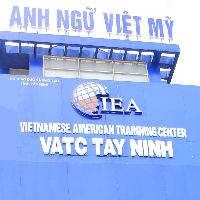 ANH NGỮ VIỆT MỸ
IEA
VIETNAMESE AMERICAN TRAINING CENTER
VATC TAY NINH